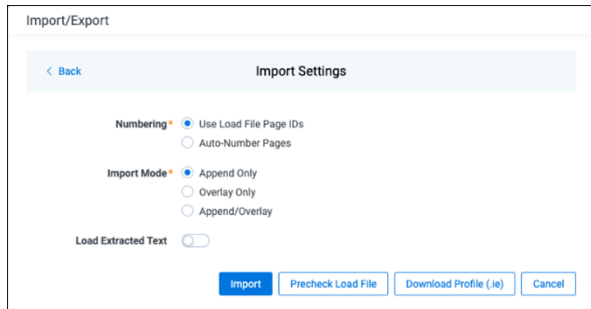 Import/Export
< Back Import Settings
Numbering* Use Load File Page IDs
Auto-Number Pages
Import Mode* Append Only
Overlay Only
Append/Overlay
Load Extracted Text
Import Precheck Load File Download Profile (.ie) Cancel